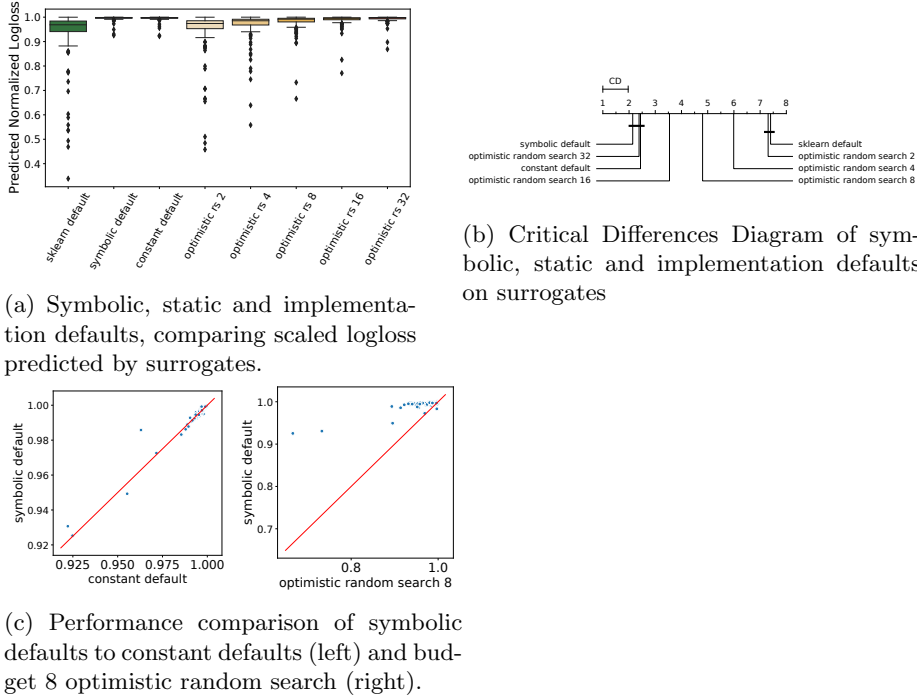 Predicted Normalized Logloss
1.0
0.9
0.8
0.7
0.6
0.5
0.4
sklearn default
symbolic default
constant default
optimistic rs 2
optimistic rs 4
optimistic rs 8
optimistic rs 16
optimistic rs 32
(a) Symbolic, static and implementa-
tion defaults, comparing scaled logloss
predicted by surrogates.
CD
1 2 3 4 5 6 7 8
symbolic default
optimistic random search 32
constant default
optimistic random search 16
sklearn default
optimistic random search 2
optimistic random search 4
optimistic random search 8
(b) Critical Differences Diagram of sym-
bolic, static and implementation defaults
on surrogates
symbolic default
1.00
0.98
0.96
0.94
0.92
0.925 0.950 0.975 1.000
constant default
symbolic default
1.0
0.9
0.8
0.7
0.8 1.0
optimistic random search 8
(c) Performance comparison of symbolic
defaults to constant defaults (left) and bud-
get 8 optimistic random search (right).